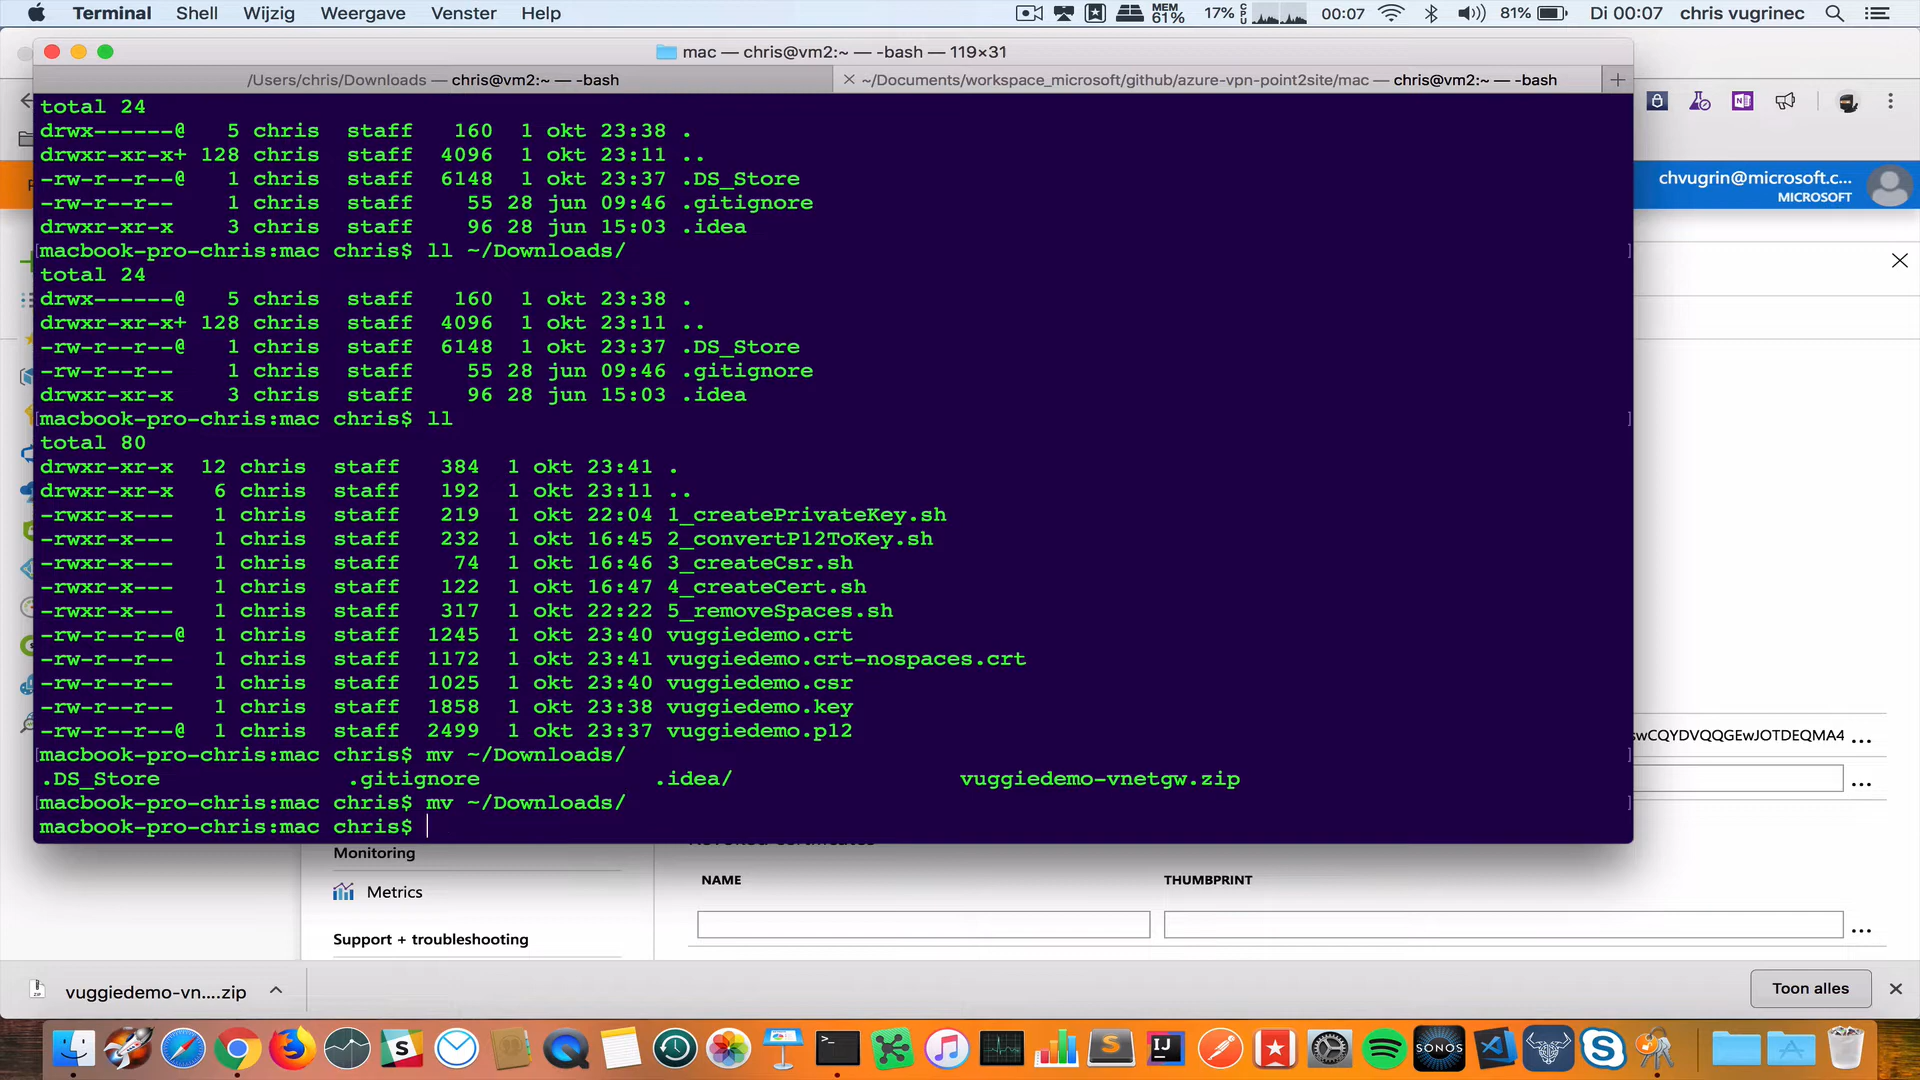 Terminal Shell Wijzig Weergave Venster Help MEM 61% 17% CPU 00:07 81% Di 00:07 chris vugrinec
mac — chris@vm2:~ — -bash — 119×31
/Users/chris/Downloads — chris@vm2:~ — -bash ~/Documents/workspace_microsoft/github/azure-vpn-point2site/mac — chris@vm2:~ — -bash
total 24
drwx------@ 5 chris staff 160 1 okt 23:38 .
drwxr-xr-x+ 128 chris staff 4096 1 okt 23:11 ..
-rw-r--r--@ 1 chris staff 6148 1 okt 23:37 .DS_Store
-rw-r--r-- 1 chris staff 55 28 jun 09:46 .gitignore
drwxr-xr-x 3 chris staff 96 28 jun 15:03 .idea
macbook-pro-chris:mac chris$ ll ~/Downloads/
total 24
drwx------@ 5 chris staff 160 1 okt 23:38 .
drwxr-xr-x+ 128 chris staff 4096 1 okt 23:11 ..
-rw-r--r--@ 1 chris staff 6148 1 okt 23:37 .DS_Store
-rw-r--r-- 1 chris staff 55 28 jun 09:46 .gitignore
drwxr-xr-x 3 chris staff 96 28 jun 15:03 .idea
macbook-pro-chris:mac chris$ ll
total 80
drwxr-xr-x 12 chris staff 384 1 okt 23:41 .
drwxr-xr-x 6 chris staff 192 1 okt 23:11 ..
-rwxr-x--- 1 chris staff 219 1 okt 22:04 1_createPrivateKey.sh
-rwxr-x--- 1 chris staff 232 1 okt 16:45 2_convertP12ToKey.sh
-rwxr-x--- 1 chris staff 74 1 okt 16:46 3_createCsr.sh
-rwxr-x--- 1 chris staff 122 1 okt 16:47 4_createCert.sh
-rwxr-x--- 1 chris staff 317 1 okt 22:22 5_removeSpaces.sh
-rw-r--r--@ 1 chris staff 1245 1 okt 23:40 vuggiedemo.crt
-rw-r--r-- 1 chris staff 1172 1 okt 23:41 vuggiedemo.crt-nospaces.crt
-rw-r--r-- 1 chris staff 1025 1 okt 23:40 vuggiedemo.csr
-rw-r--r-- 1 chris staff 1858 1 okt 23:38 vuggiedemo.key
-rw-r--r--@ 1 chris staff 2499 1 okt 23:37 vuggiedemo.p12
macbook-pro-chris:mac chris$ mv ~/Downloads/
.DS_Store .gitignore .idea/ vuggiedemo-vnetgw.zip
macbook-pro-chris:mac chris$ mv ~/Downloads/
macbook-pro-chris:mac chris$
chvugrin@microsoft.c...
MICROSOFT
wCQYDVQQGEwJOTDEQMA4 ...
Monitoring
Metrics
Support + troubleshooting
NAME THUMBPRINT
vuggiedemo-vn....zip
Toon alles
SONOS